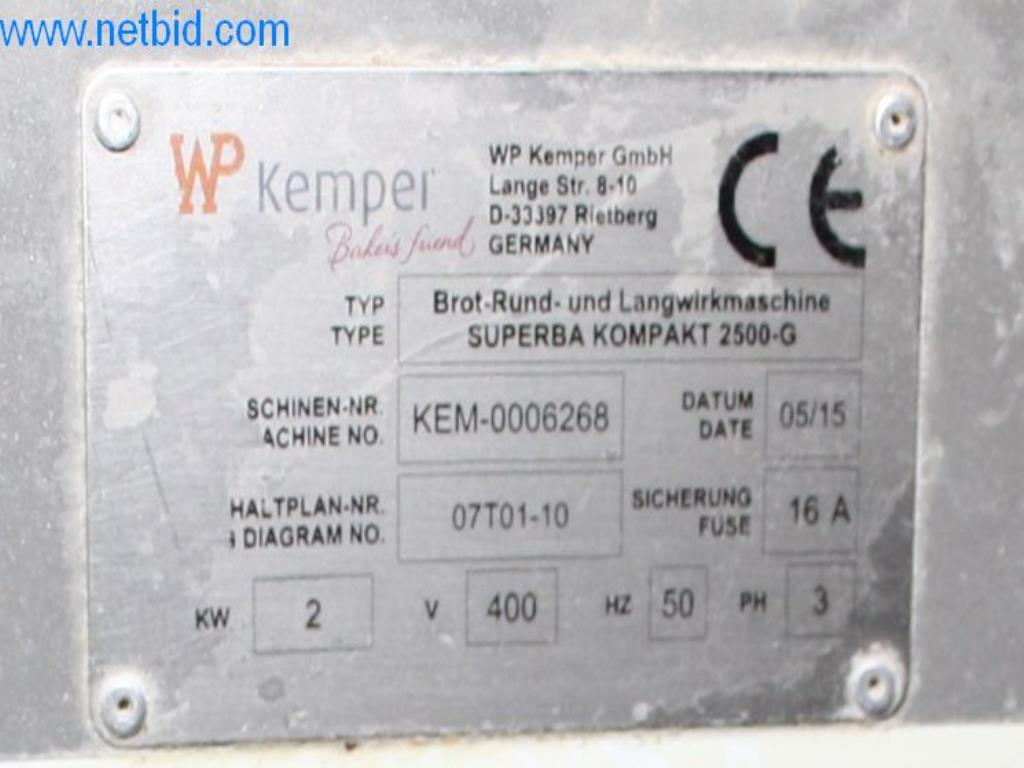 www.netbid.com
WP Kemper
Baker's friend
WP Kemper GmbH
Lange Str. 8-10
D-33397 Rietberg
GERMANY
CE
TYP
TYPE
Brot-Rund- und Langwirkmaschine
SUPERBA KOMPAKT 2500-G
SCHINEN-NR.
ACHINE NO.
KEM-0006268
DATUM
DATE
05/15
HALTPLAN-NR.
DIAGRAM NO.
07T01-10
SICHERUNG
FUSE
16 A
KW 2 V 400 HZ 50 PH 3